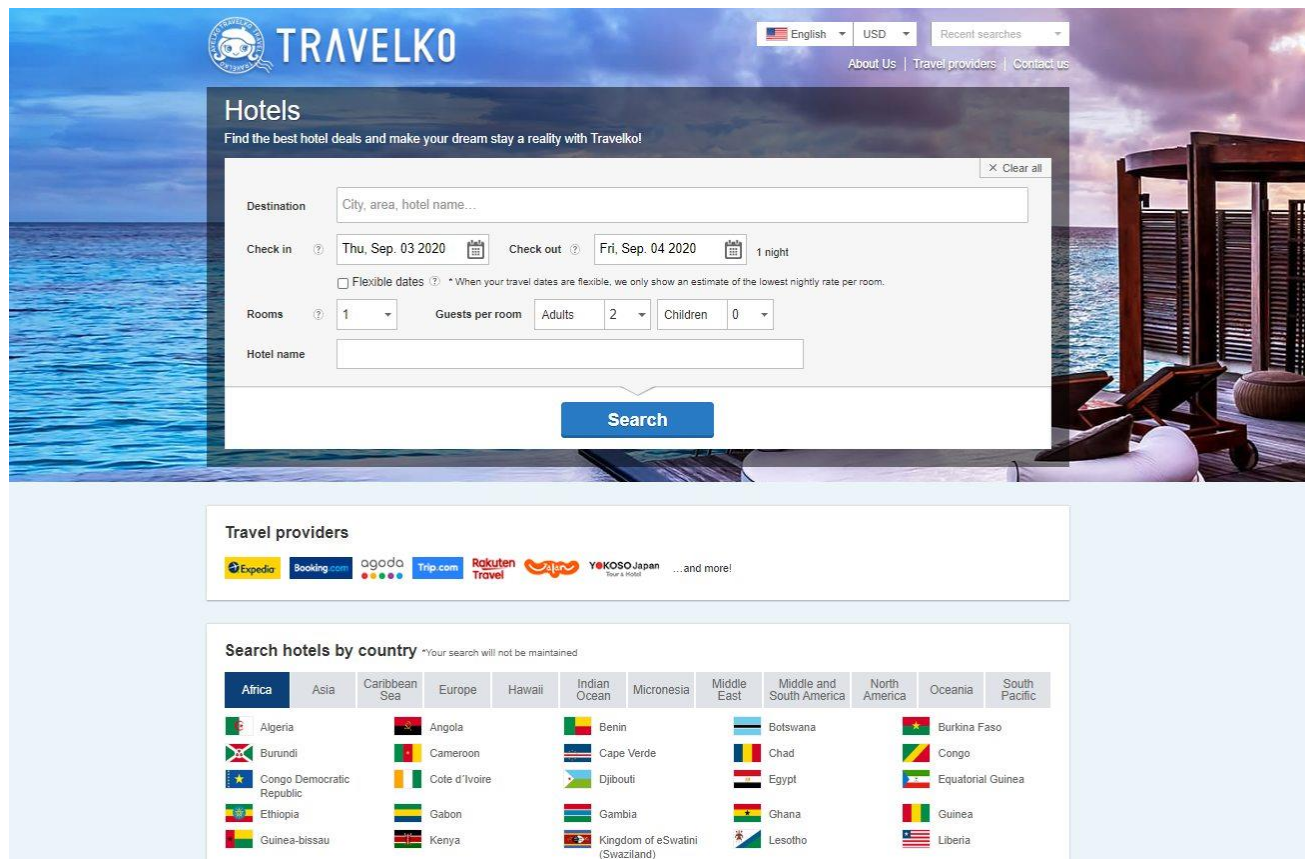 TRAVELKO
English USD Recent searches
About Us | Travel providers | Contact us
Hotels
Find the best hotel deals and make your dream stay a reality with Travelko!
× Clear all
Destination City, area, hotel name...
Check in ? Thu, Sep. 03 2020 Check out ? Fri, Sep. 04 2020 1 night
Flexible dates ? * When your travel dates are flexible, we only show an estimate of the lowest nightly rate per room.
Rooms ? 1 Guests per room Adults 2 Children 0
Hotel name
Search
Travel providers
Expedia Booking.com agoda Trip.com Rakuten Travel Jalan YOKOSO Japan Tour & Hotel ...and more!
Search hotels by country *Your search will not be maintained
Africa Asia Caribbean Sea Europe Hawaii Indian Ocean Micronesia Middle East Middle and South America North America Oceania South Pacific
Algeria Angola Benin Botswana Burkina Faso
Burundi Cameroon Cape Verde Chad Congo
Congo Democratic Republic Cote d'Ivoire Djibouti Egypt Equatorial Guinea
Ethiopia Gabon Gambia Ghana Guinea
Guinea-bissau Kenya Kingdom of eSwatini (Swaziland) Lesotho Liberia